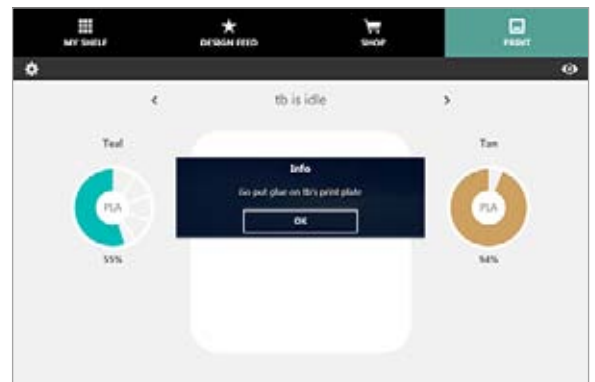 MY SHELF
DESIGN FEED
SHOP
PRINT
tb is idle
Teal
Tan
Info
Go put glue on tb's print plate
OK
PLA
PLA
55%
94%